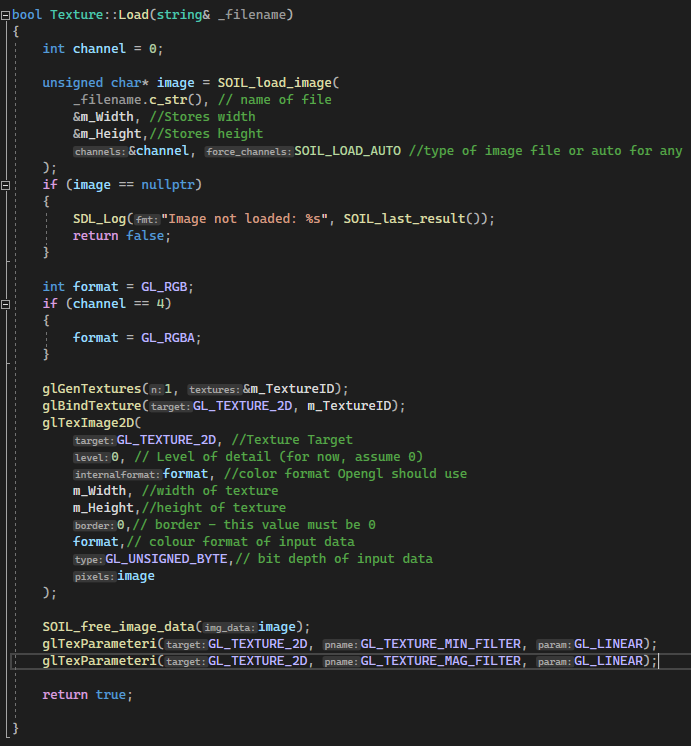 bool Texture::Load(string& _filename)
{
int channel = 0;
unsigned char* image = SOIL_load_image(
_filename.c_str(), // name of file
&m_Width, //Stores width
&m_Height,//Stores height
channels: &channel, force_channels: SOIL_LOAD_AUTO //type of image file or auto for any
);
if (image == nullptr)
{
SDL_Log(fmt: "Image not loaded: %s", SOIL_last_result());
return false;
}
int format = GL_RGB;
if (channel == 4)
{
format = GL_RGBA;
}
glGenTextures(n: 1, textures: &m_TextureID);
glBindTexture(target: GL_TEXTURE_2D, m_TextureID);
glTexImage2D(
target: GL_TEXTURE_2D, //Texture Target
level: 0, // Level of detail (for now, assume 0)
internalformat: format, //color format Opengl should use
m_Width, //width of texture
m_Height,//height of texture
border: 0,// border - this value must be 0
format,// colour format of input data
type: GL_UNSIGNED_BYTE,// bit depth of input data
pixels: image
);
SOIL_free_image_data(img_data: image);
glTexParameteri(target: GL_TEXTURE_2D, pname: GL_TEXTURE_MIN_FILTER, param: GL_LINEAR);
glTexParameteri(target: GL_TEXTURE_2D, pname: GL_TEXTURE_MAG_FILTER, param: GL_LINEAR);
return true;
}